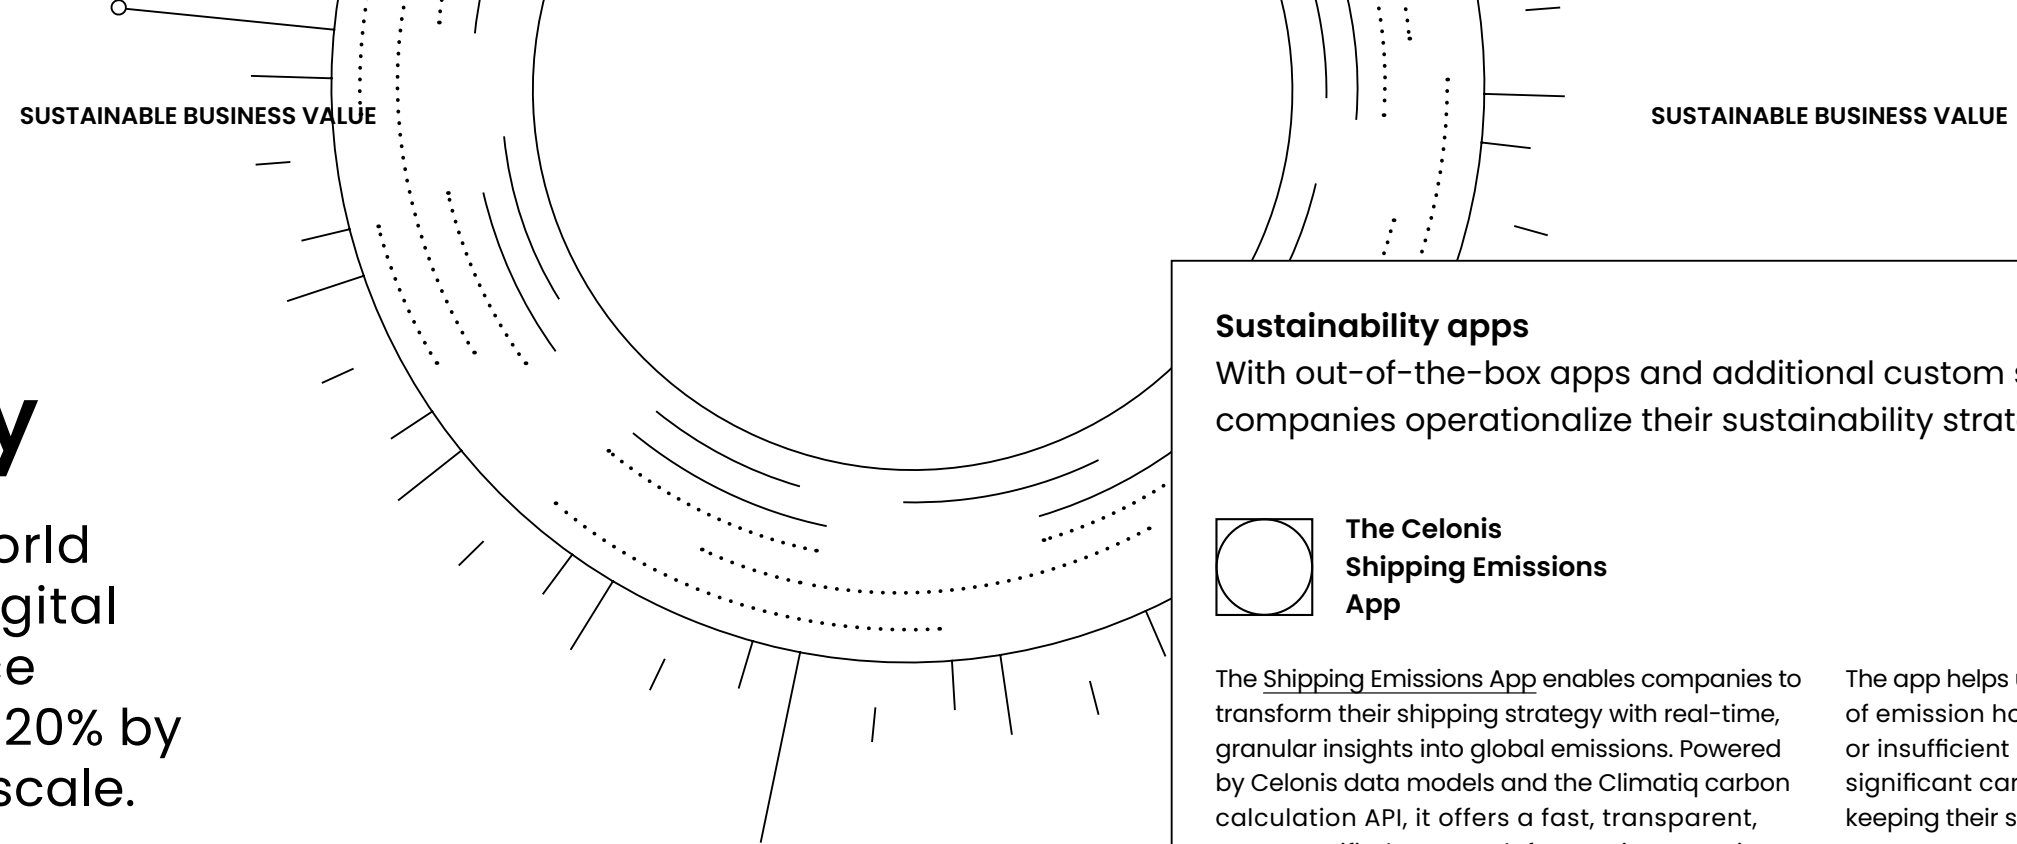 SUSTAINABLE BUSINESS VALUE
SUSTAINABLE BUSINESS VALUE
y
orld
gital
ce
20% by
scale.
Sustainability apps
With out-of-the-box apps and additional custom
companies operationalize their sustainability strat
The Celonis
Shipping Emissions
App
The Shipping Emissions App enables companies to
transform their shipping strategy with real-time,
granular insights into global emissions. Powered
by Celonis data models and the Climatiq carbon
calculation API, it offers a fast, transparent,
The app helps
of emission ho
or insufficient
significant car
keeping their s